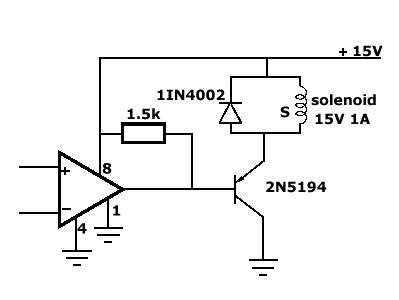 + 15V
1IN4002
solenoid
S
15V 1A
1.5k
+
8
2N5194
−
1
4